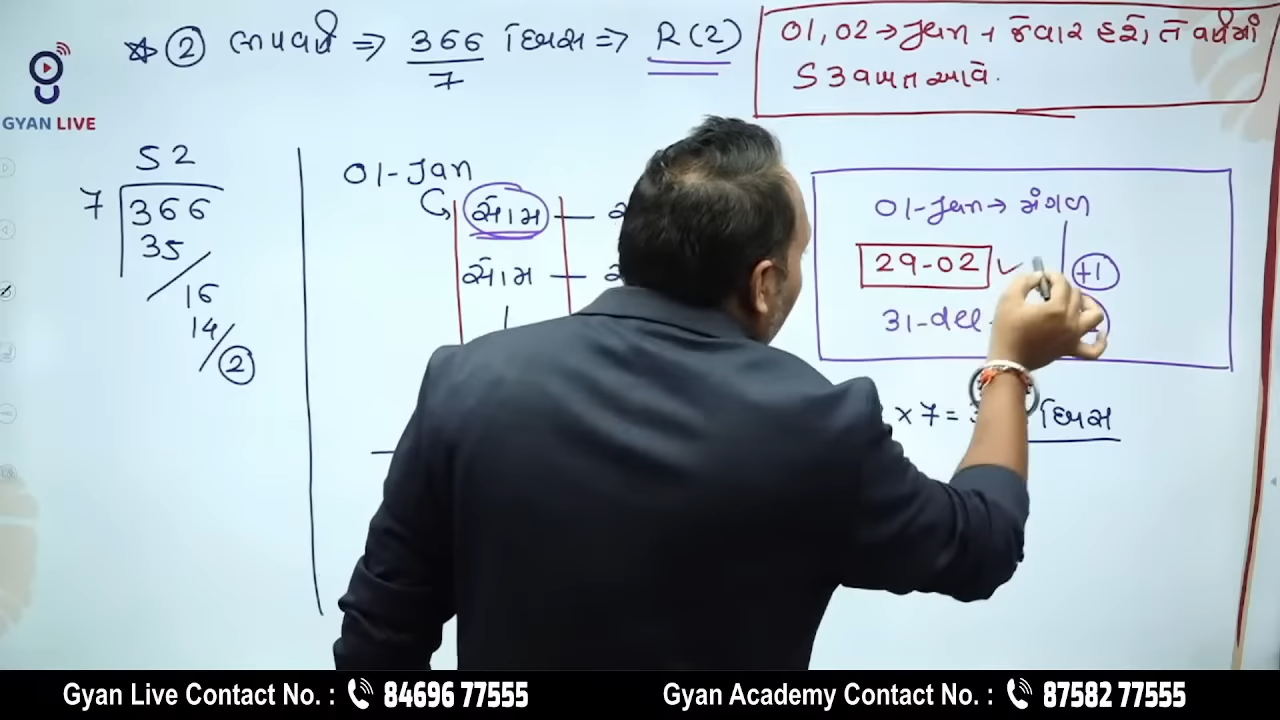 ② લીપવર્ષ ⇒ 366/7 દિવસ ⇒ R(2)
01, 02 → Jan + જે વાર હશે, તે વર્ષમાં
53 વખત આવે.
GYAN LIVE
52
7 366
35
16
14
2
01-Jan
સોમ —
સોમ —
01-Jan → મંગળ
29-02 ✓ +1
31-dec
× 7 = દિવસ
Gyan Live Contact No. : 84696 77555
Gyan Academy Contact No. : 87582 77555